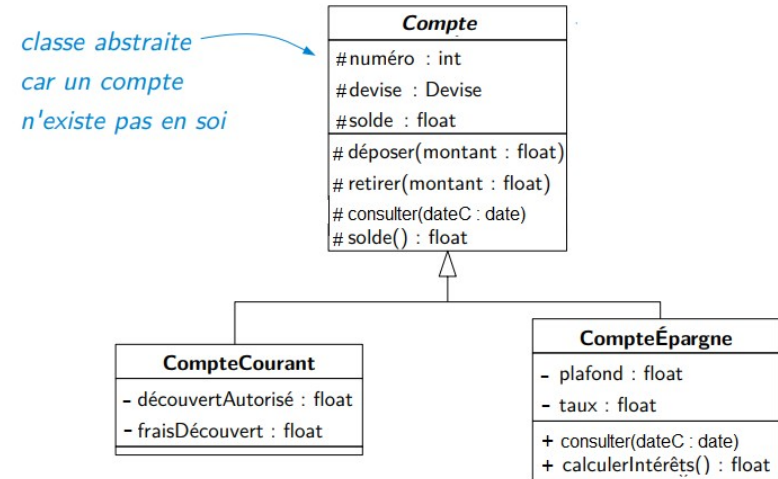 classe abstraite
car un compte
n'existe pas en soi
Compte
#numéro : int
#devise : Devise
#solde : float
# déposer(montant : float)
# retirer(montant : float)
# consulter(dateC : date)
# solde() : float
CompteCourant
- découvertAutorisé : float
- fraisDécouvert : float
CompteÉpargne
- plafond : float
- taux : float
+ consulter(dateC : date)
+ calculerIntérêts() : float